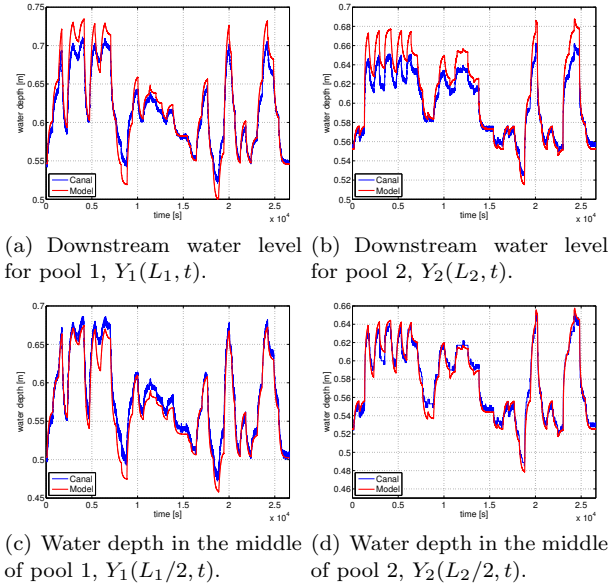 0.75
0.7
0.65
0.6
0.55
0.5
water depth [m]
Canal
Model
0 0.5 1 1.5 2 2.5
time [s]
x 10⁴
0.7
0.68
0.66
0.64
0.62
0.6
0.58
0.56
0.54
0.52
0.5
water depth [m]
Canal
Model
0 0.5 1 1.5 2 2.5
time [s]
x 10⁴
(a) Downstream water level
for pool 1, Y₁(L₁, t).
(b) Downstream water level
for pool 2, Y₂(L₂, t).
0.7
0.65
0.6
0.55
0.5
0.45
water depth [m]
Canal
Model
0 0.5 1 1.5 2 2.5
time [s]
x 10⁴
0.66
0.64
0.62
0.6
0.58
0.56
0.54
0.52
0.5
0.48
0.46
water depth [m]
Canal
Model
0 0.5 1 1.5 2 2.5
time [s]
x 10⁴
(c) Water depth in the middle
of pool 1, Y₁(L₁/2, t).
(d) Water depth in the middle
of pool 2, Y₂(L₂/2, t).